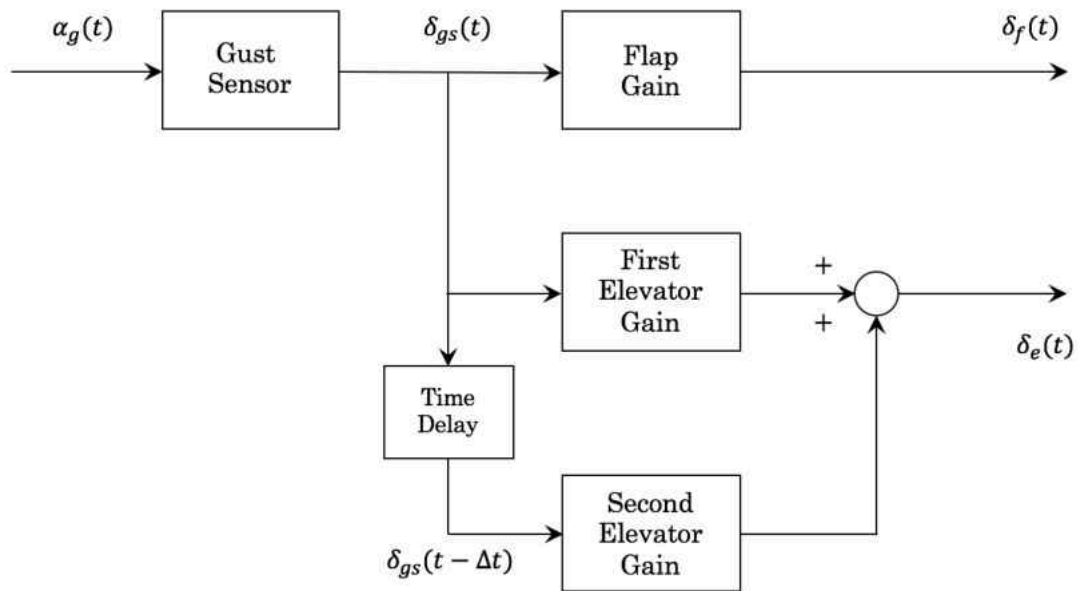 α_g(t)
Gust
Sensor
δ_gs(t)
Flap
Gain
δ_f(t)
First
Elevator
Gain
+
+
δ_e(t)
Time
Delay
δ_gs(t − Δt)
Second
Elevator
Gain